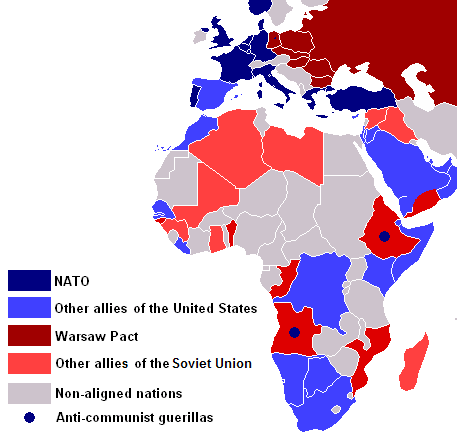 NATO
Other allies of the United States
Warsaw Pact
Other allies of the Soviet Union
Non-aligned nations
Anti-communist guerillas